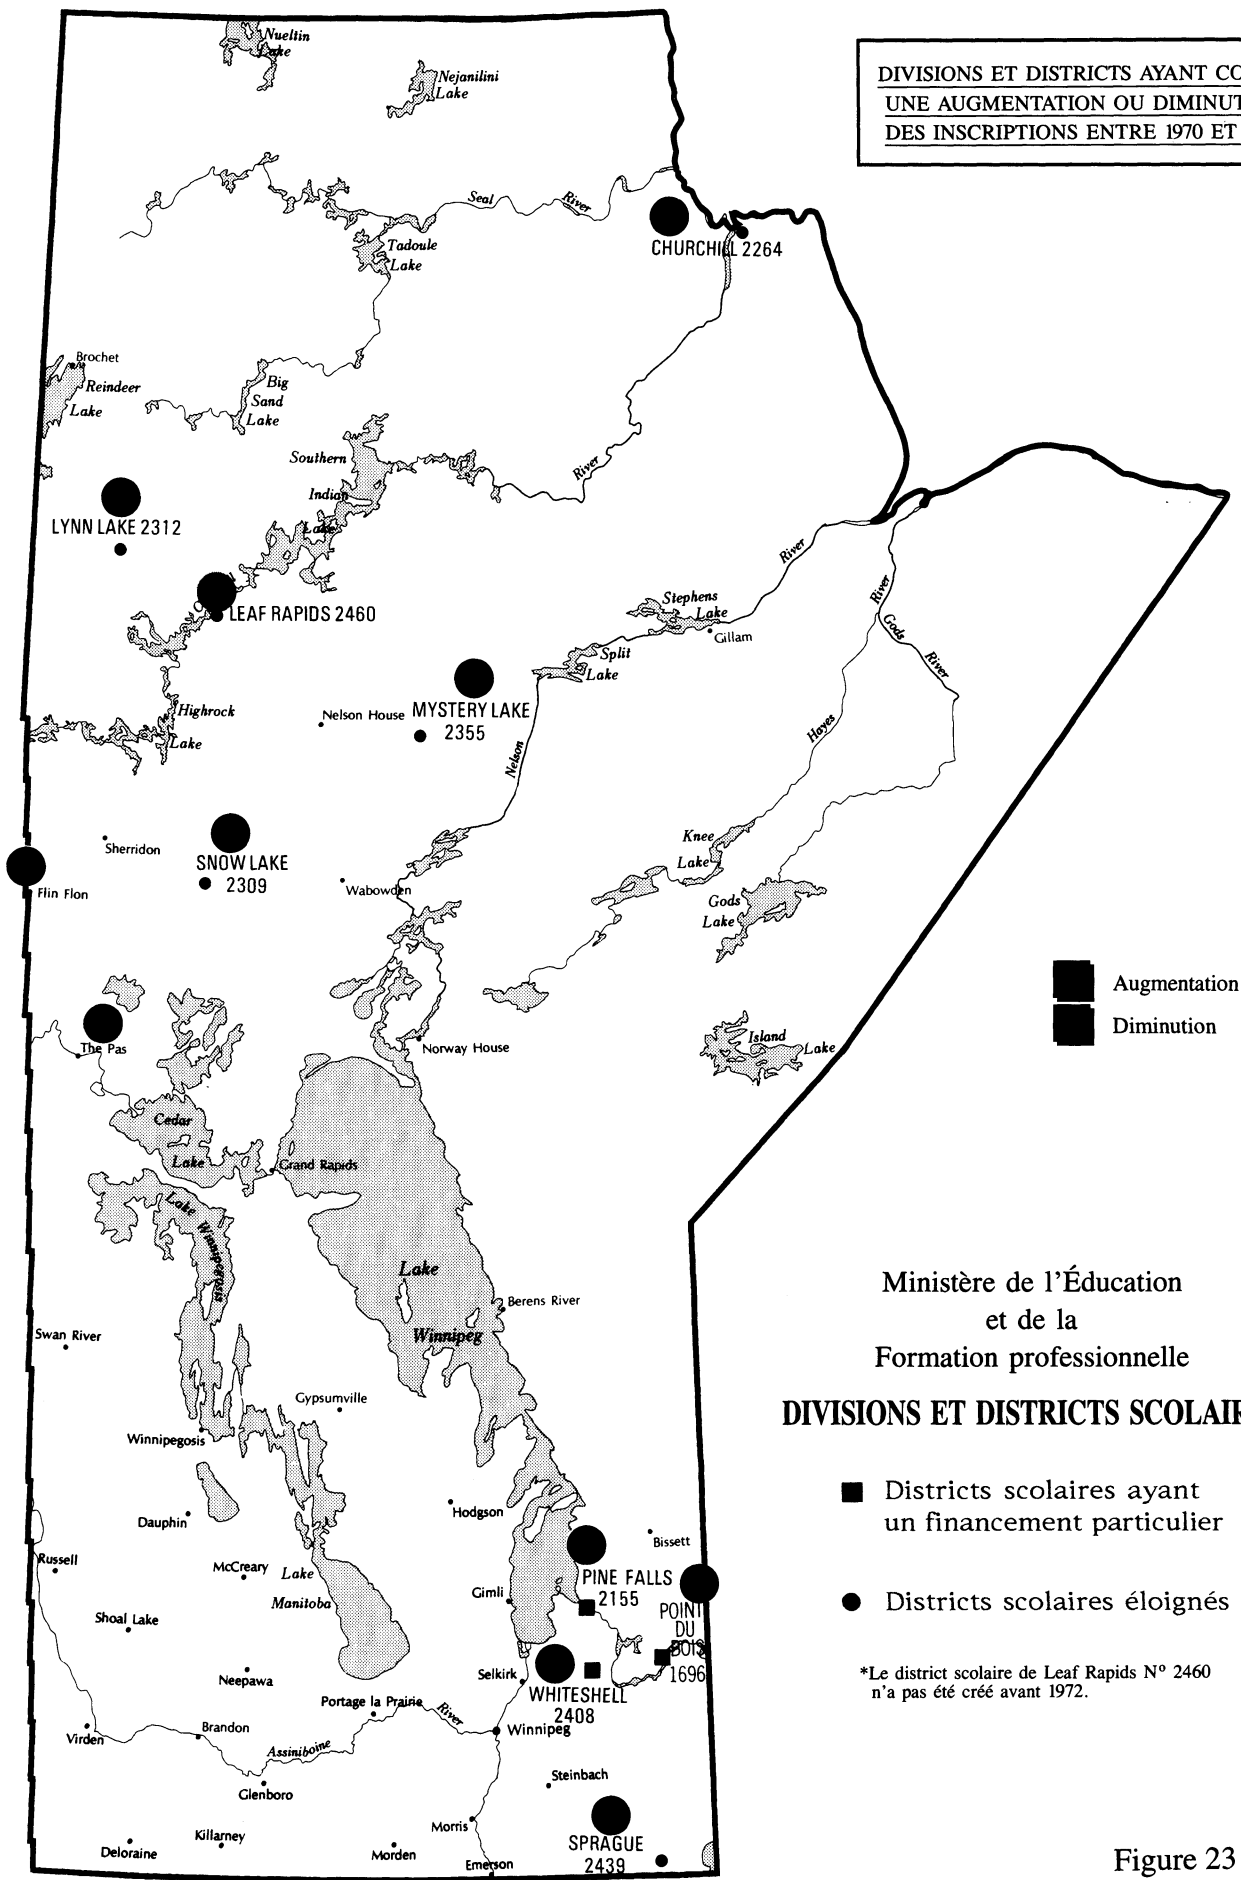 DIVISIONS ET DISTRICTS AYANT CO
UNE AUGMENTATION OU DIMINUT
DES INSCRIPTIONS ENTRE 1970 ET
Nueltin
Lake
Nejanilini
Lake
Seal
River
CHURCHILL 2264
Tadoule
Lake
Brochet
Reindeer
Lake
Big
Sand
Lake
Southern
Indian
Lake
River
LYNN LAKE 2312
LEAF RAPIDS 2460
River
Stephens
Lake
Gillam
River
Gods
River
Split
Lake
Highrock
Lake
Nelson House
MYSTERY LAKE
2355
Nelson
Hayes
Sherridon
SNOW LAKE
2309
Flin Flon
Wabowden
Knee
Lake
Gods
Lake
Augmentation
Diminution
The Pas
Norway House
Island
Lake
Cedar
Lake
Grand Rapids
Lake
Winnipegosis
Lake
Winnipeg
Berens River
Swan River
Gypsumville
Winnipegosis
Ministère de l'Éducation
et de la
Formation professionnelle
DIVISIONS ET DISTRICTS SCOLAIR
Districts scolaires ayant
un financement particulier
Districts scolaires éloignés
*Le district scolaire de Leaf Rapids Nº 2460
n'a pas été créé avant 1972.
Dauphin
Hodgson
Bissett
Russell
McCreary
Lake
Manitoba
Gimli
PINE FALLS
2155
POINT
DU
BOIS
1696
Shoal Lake
Neepawa
Selkirk
WHITESHELL
2408
Portage la Prairie
River
Winnipeg
Virden
Brandon
Assiniboine
Glenboro
Steinbach
Morris
SPRAGUE
2439
Deloraine
Killarney
Morden
Emerson
Figure 23